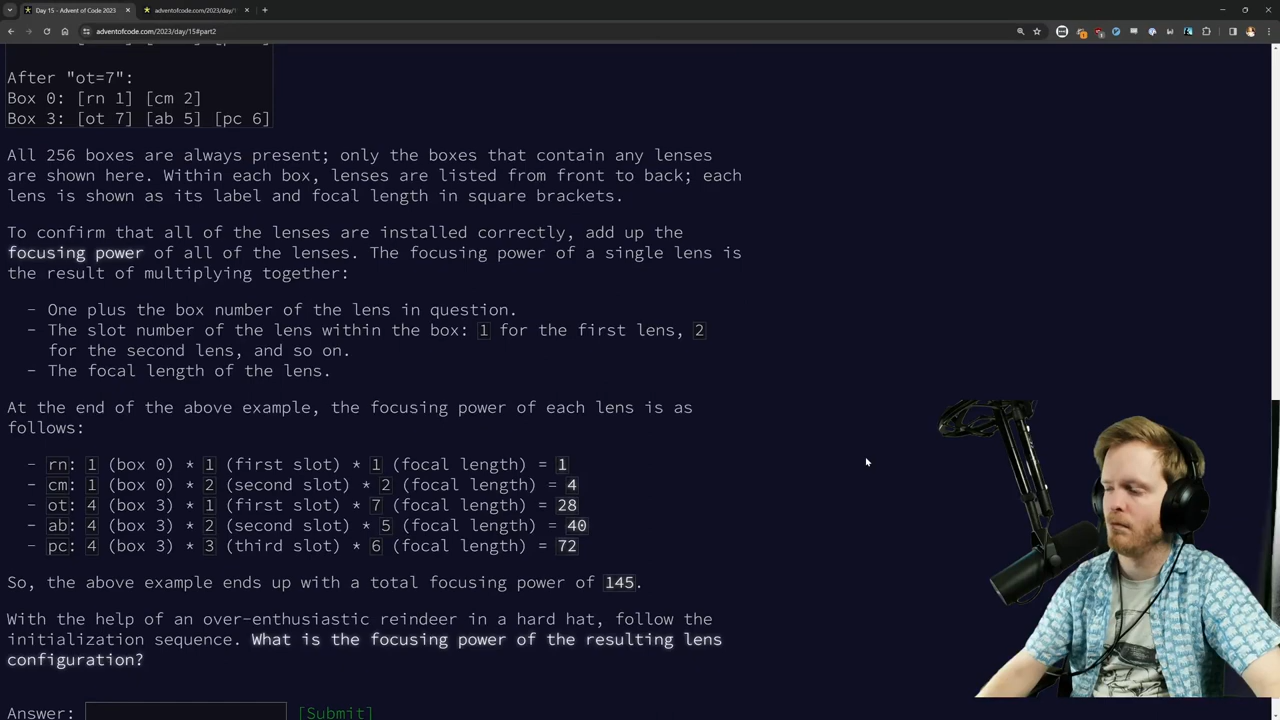 Day 15 - Advent of Code 2023
adventofcode.com/2023/day/
adventofcode.com/2023/day/15#part2
After "ot=7":
Box 0: [rn 1] [cm 2]
Box 3: [ot 7] [ab 5] [pc 6]
All 256 boxes are always present; only the boxes that contain any lenses
are shown here. Within each box, lenses are listed from front to back; each
lens is shown as its label and focal length in square brackets.
To confirm that all of the lenses are installed correctly, add up the
focusing power of all of the lenses. The focusing power of a single lens is
the result of multiplying together:
- One plus the box number of the lens in question.
- The slot number of the lens within the box: 1 for the first lens, 2
for the second lens, and so on.
- The focal length of the lens.
At the end of the above example, the focusing power of each lens is as
follows:
- rn: 1 (box 0) * 1 (first slot) * 1 (focal length) = 1
- cm: 1 (box 0) * 2 (second slot) * 2 (focal length) = 4
- ot: 4 (box 3) * 1 (first slot) * 7 (focal length) = 28
- ab: 4 (box 3) * 2 (second slot) * 5 (focal length) = 40
- pc: 4 (box 3) * 3 (third slot) * 6 (focal length) = 72
So, the above example ends up with a total focusing power of 145.
With the help of an over-enthusiastic reindeer in a hard hat, follow the
initialization sequence. What is the focusing power of the resulting lens
configuration?
Answer: [Submit]